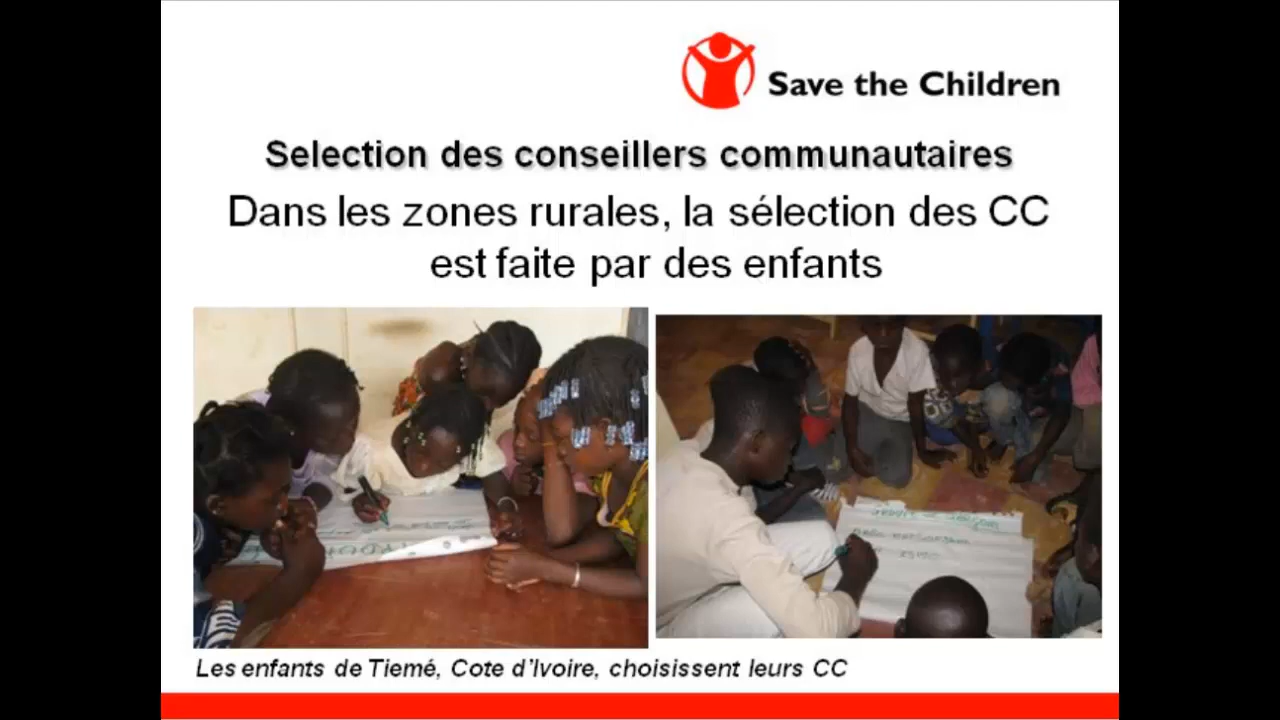 Save the Children
Selection des conseillers communautaires
Dans les zones rurales, la sélection des CC
est faite par des enfants
Les enfants de Tiemé, Cote d'Ivoire, choisissent leurs CC